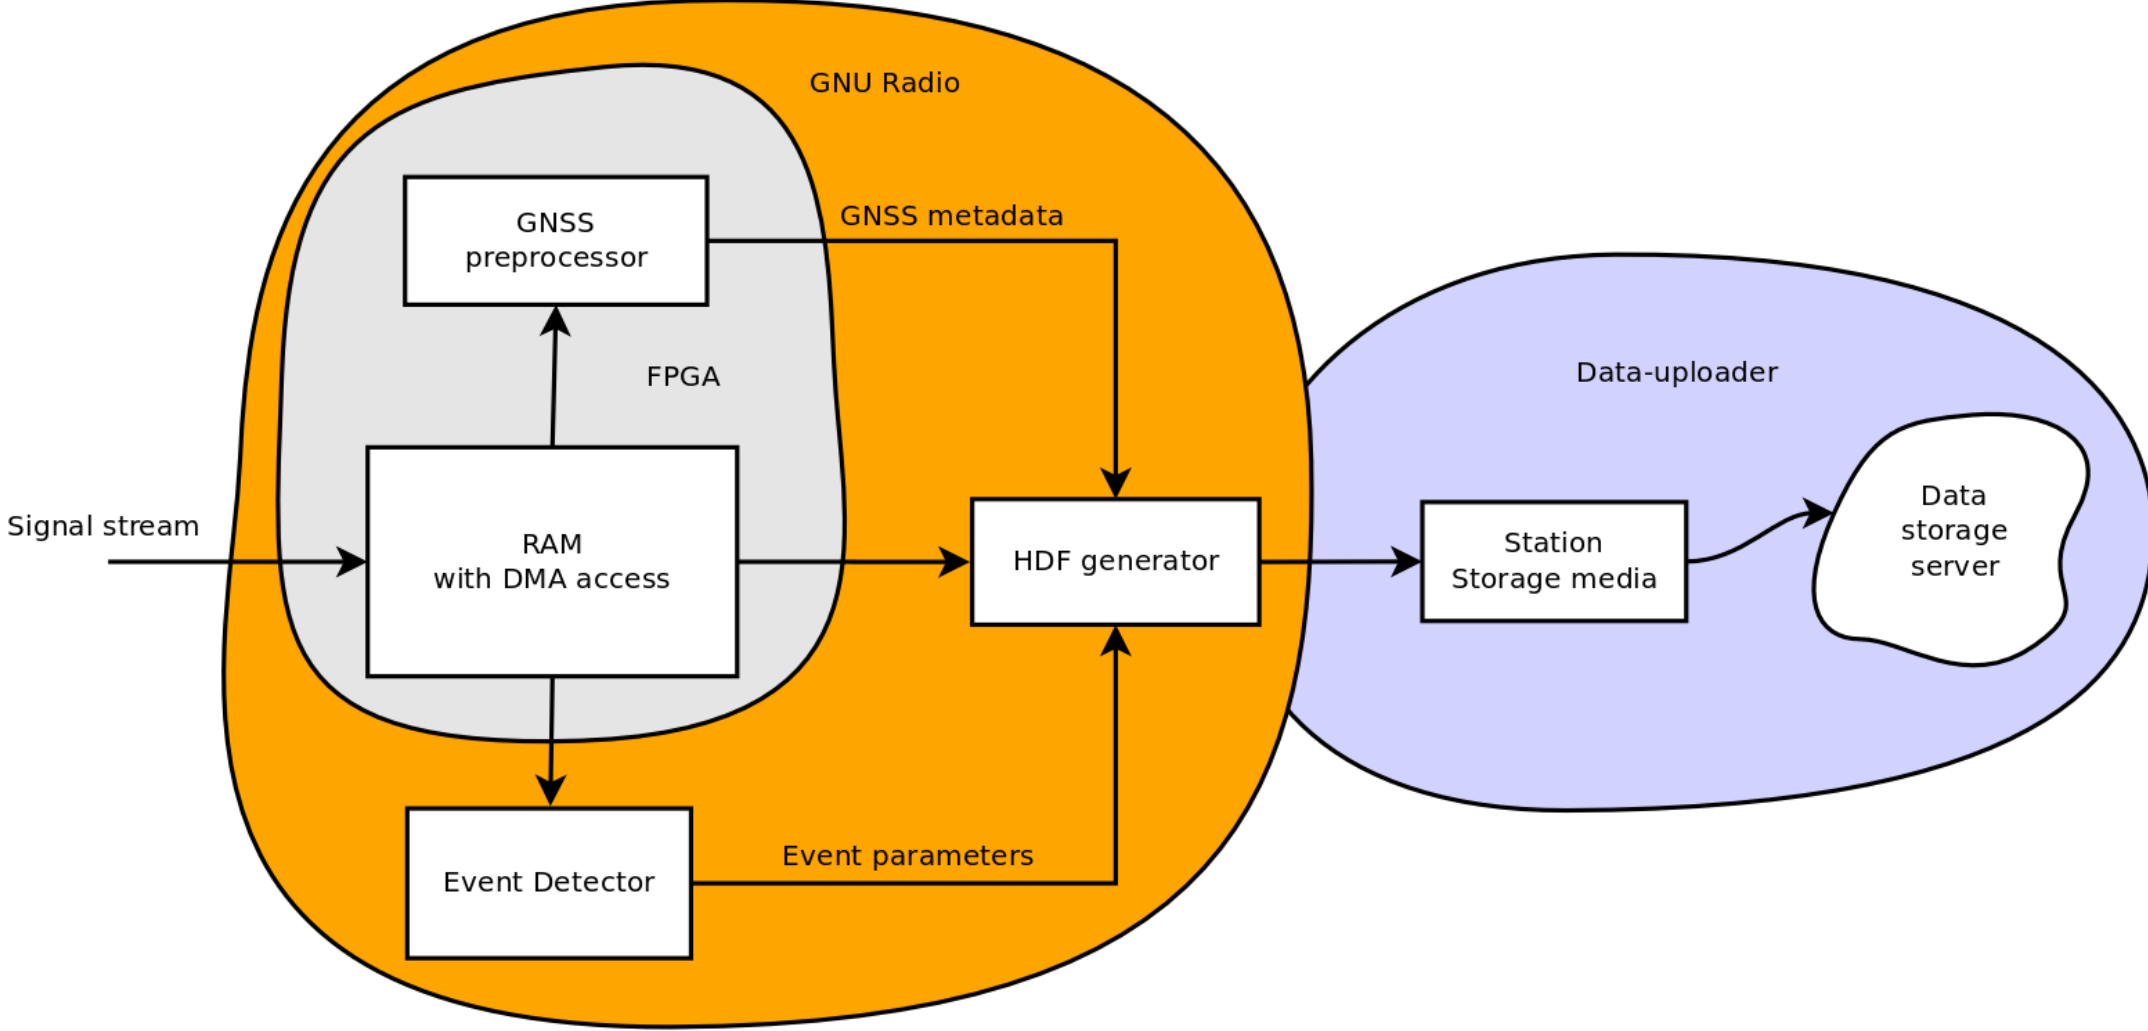 GNU Radio
GNSS
preprocessor
GNSS metadata
FPGA
Data-uploader
Signal stream
RAM
with DMA access
HDF generator
Station
Storage media
Data
storage
server
Event Detector
Event parameters